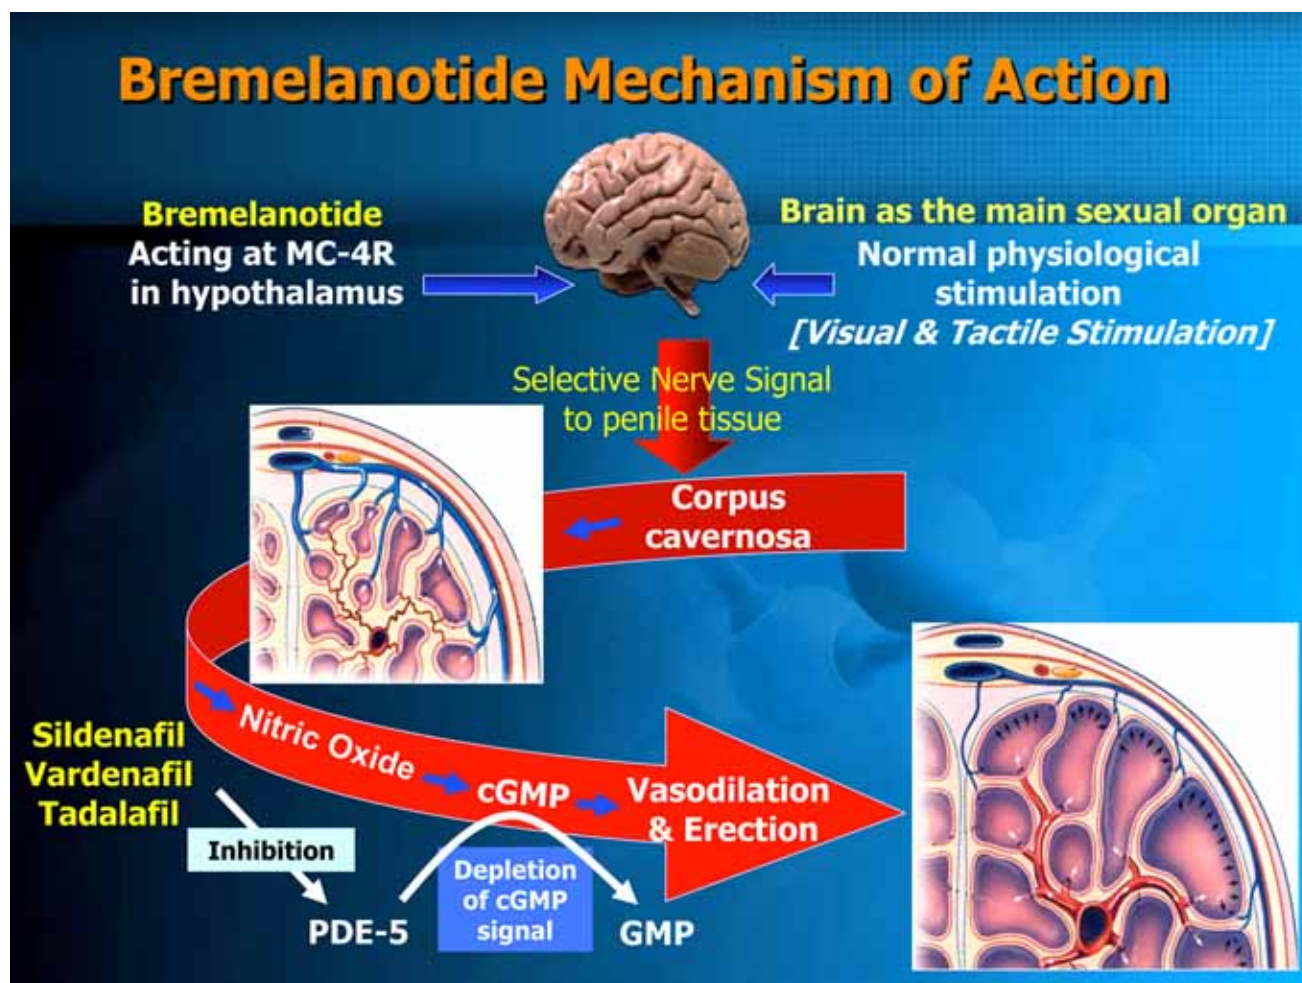 Bremelanotide Mechanism of Action
Bremelanotide
Acting at MC-4R
in hypothalamus
Brain as the main sexual organ
Normal physiological
stimulation
[Visual & Tactile Stimulation]
Selective Nerve Signal
to penile tissue
Corpus
cavernosa
Nitric Oxide
cGMP
Vasodilation
& Erection
Sildenafil
Vardenafil
Tadalafil
Inhibition
PDE-5
Depletion
of cGMP
signal
GMP